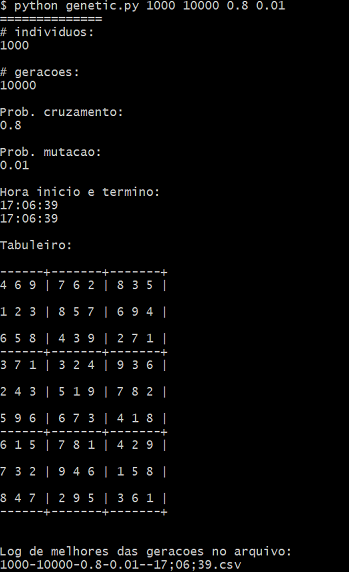 $ python genetic.py 1000 10000 0.8 0.01
==============
# individuos:
1000
# geracoes:
10000
Prob. cruzamento:
0.8
Prob. mutacao:
0.01
Hora inicio e termino:
17:06:39
17:06:39
Tabuleiro:
------+-------+-------+
4 6 9 | 7 6 2 | 8 3 5 |
1 2 3 | 8 5 7 | 6 9 4 |
6 5 8 | 4 3 9 | 2 7 1 |
------+-------+-------+
3 7 1 | 3 2 4 | 9 3 6 |
2 4 3 | 5 1 9 | 7 8 2 |
5 9 6 | 6 7 3 | 4 1 8 |
------+-------+-------+
6 1 5 | 7 8 1 | 4 2 9 |
7 3 2 | 9 4 6 | 1 5 8 |
8 4 7 | 2 9 5 | 3 6 1 |
------+-------+-------+
Log de melhores das geracoes no arquivo:
1000-10000-0.8-0.01--17;06;39.csv